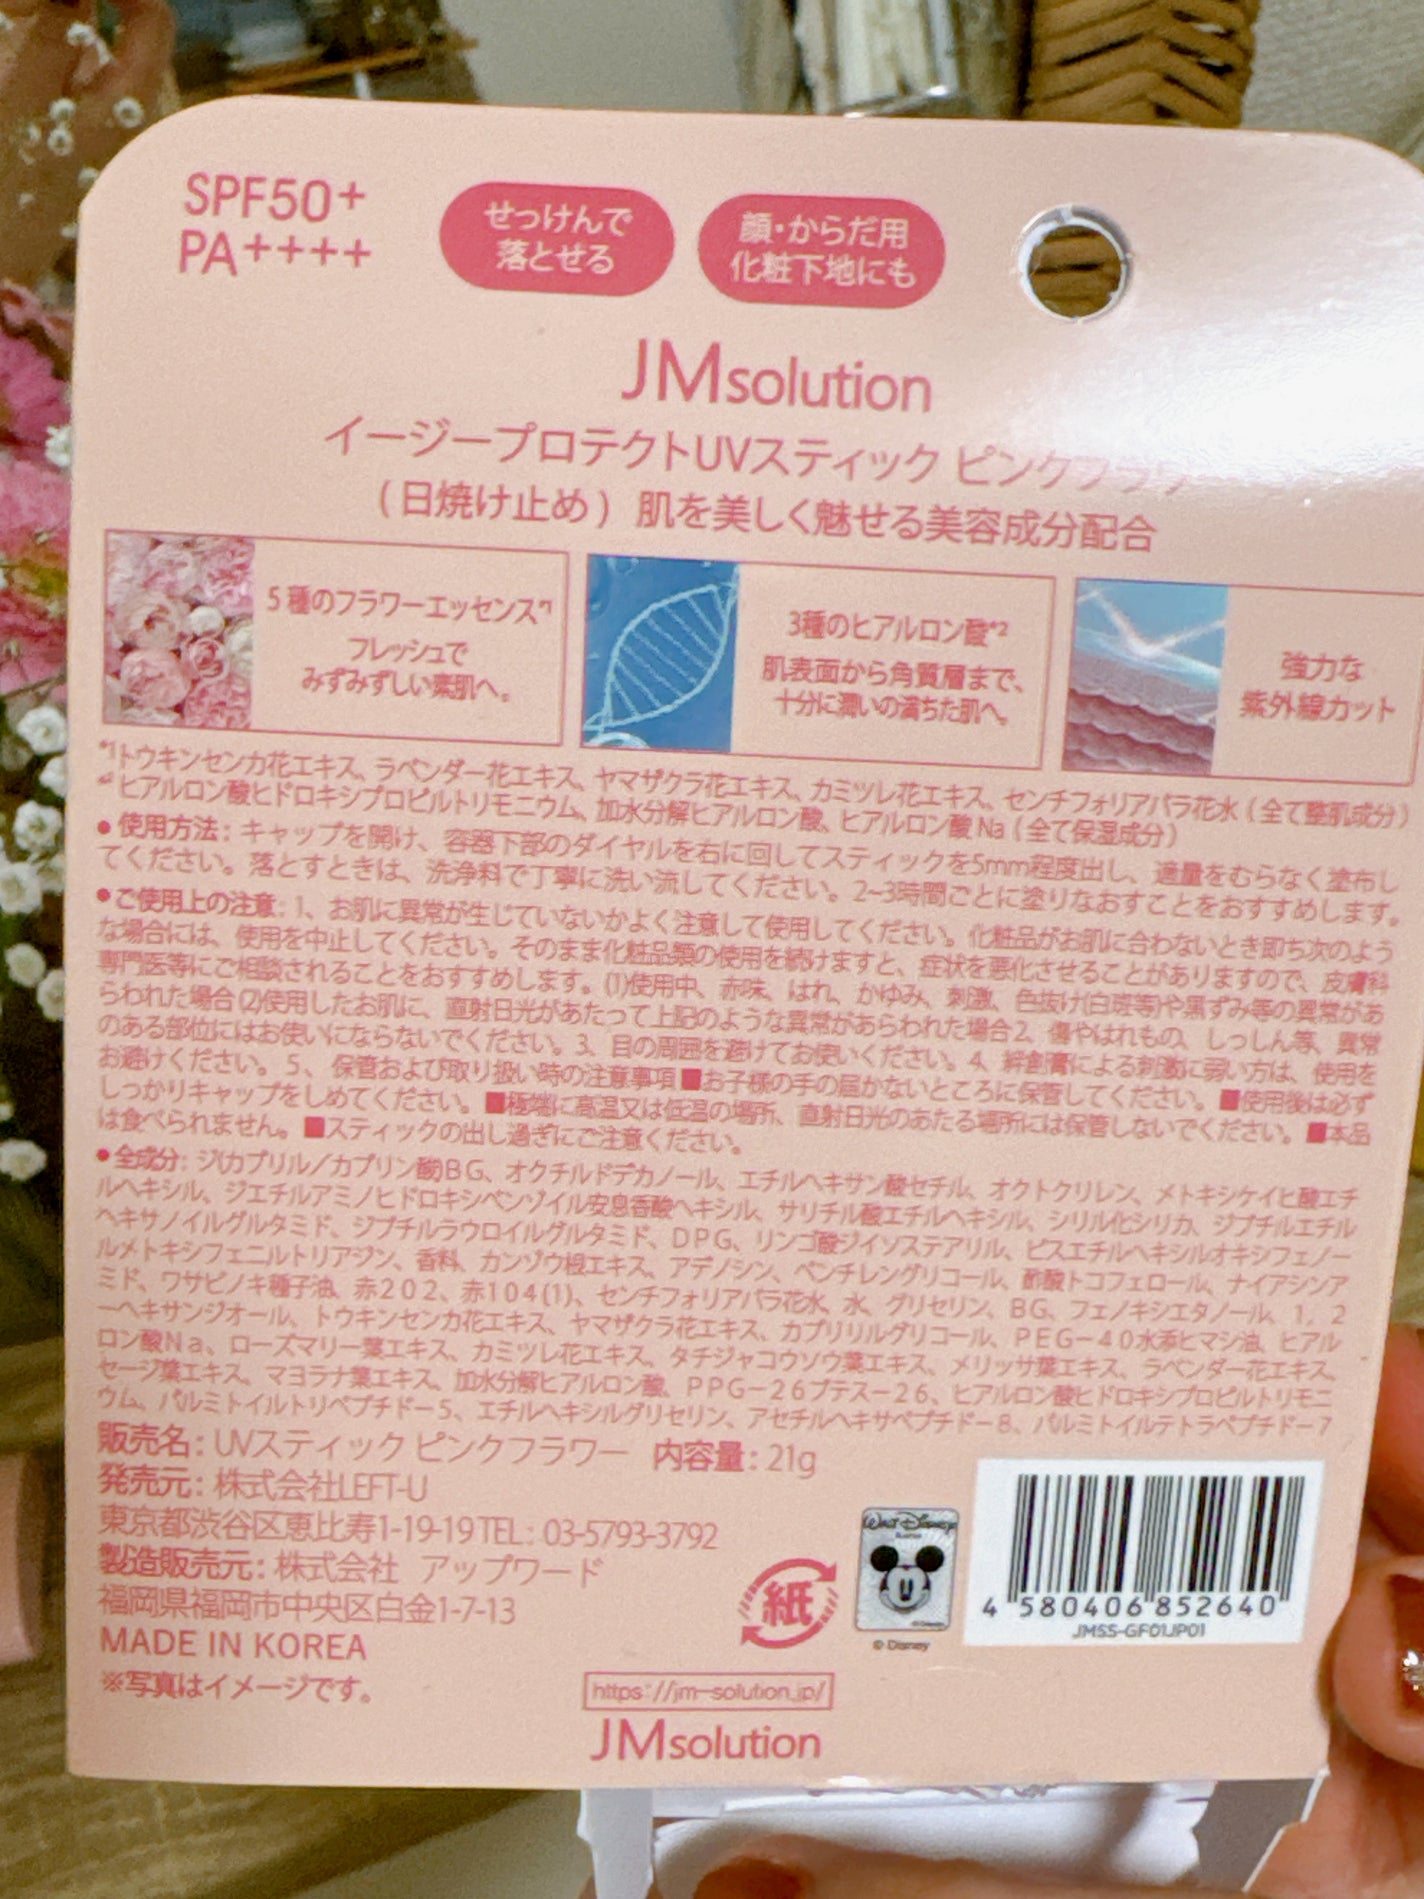 SPF50+
PA++++
せっけんで
落とせる
顔・からだ用
化粧下地にも
JMsolution
イージープロテクトUVスティック ピンクフラワ
(日焼け止め) 肌を美しく魅せる美容成分配合
5種のフラワーエッセンス*1
フレッシュで
みずみずしい素肌へ。
3種のヒアルロン酸*2
肌表面から角質層まで、
十分に潤いの満ちた肌へ。
強力な
紫外線カット
*1トウキンセンカ花エキス、ラベンダー花エキス、ヤマザクラ花エキス、カミツレ花エキス、センチフォリアバラ花水(全て整肌成分)
ヒアルロン酸ヒドロキシプロピルトリモニウム、加水分解ヒアルロン酸、ヒアルロン酸Na(全て保湿成分)
●使用方法:キャップを開け、容器下部のダイヤルを右に回してスティックを5mm程度出し、適量をむらなく塗布し
てください。落とすときは、洗浄料で丁寧に洗い流してください。2~3時間ごとに塗りなおすことをおすすめします。
●ご使用上の注意:1、お肌に異常が生じていないかよく注意して使用してください。化粧品がお肌に合わないとき即ち次のよう
な場合には、使用を中止してください。そのまま化粧品類の使用を続けますと、症状を悪化させることがありますので、皮膚科
専門医等にご相談されることをおすすめします。(1)使用中、赤味、はれ、かゆみ、刺激、色抜け(白斑等)や黒ずみ等の異常があ
らわれた場合(2)使用したお肌に、直射日光があたって上記のような異常があらわれた場合2、傷やはれもの、しっしん等、異常
のある部位にはお使いにならないでください。3、目の周囲を避けてお使いください。4、絆創膏による刺激に弱い方は、使用を
お避けください。5、保管および取り扱い時の注意事項■お子様の手の届かないところに保管してください。■使用後は必ず
しっかりキャップをしめてください。■極端に高温又は低温の場所、直射日光のあたる場所には保管しないでください。■本品
は食べられません。■スティックの出し過ぎにご注意ください。
●全成分:ジ(カプリル/カプリン酸)BG、オクチルドデカノール、エチルヘキサン酸セチル、オクトクリレン、メトキシケイヒ酸エチ
ルヘキシル、ジエチルアミノヒドロキシベンゾイル安息香酸ヘキシル、サリチル酸エチルヘキシル、シリル化シリカ、ジブチルエチル
ヘキサノイルグルタミド、ジブチルラウロイルグルタミド、DPG、リンゴ酸ジイソステアリル、ビスエチルヘキシルオキシフェノー
ルメトキシフェニルトリアジン、香料、カンゾウ根エキス、アデノシン、ペンチレングリコール、酢酸トコフェロール、ナイアシンア
ミド、ワサビノキ種子油、赤202、赤104(1)、センチフォリアバラ花水、水、グリセリン、BG、フェノキシエタノール、1,2
ーヘキサンジオール、トウキンセンカ花エキス、ヤマザクラ花エキス、カプリリルグリコール、PEG-40水添ヒマシ油、ヒアル
ロン酸Na、ローズマリー葉エキス、カミツレ花エキス、タチジャコウソウ葉エキス、メリッサ葉エキス、ラベンダー花エキス、
セージ葉エキス、マヨラナ葉エキス、加水分解ヒアルロン酸、PPG-26ブテス-26、ヒアルロン酸ヒドロキシプロピルトリモニ
ウム、パルミトイルトリペプチド-5、エチルヘキシルグリセリン、アセチルヘキサペプチド-8、パルミトイルテトラペプチド-7
販売名:UVスティック ピンクフラワー 内容量:21g
発売元:株式会社LEFT-U
東京都渋谷区恵比寿1-19-19 TEL:03-5793-3792
製造販売元:株式会社 アップワード
福岡県福岡市中央区白金1-7-13
MADE IN KOREA
※写真はイメージです。
紙
WALT DISNEY
© Disney
4 580406 852640
JMSS-GF01JP01
https://jm-solution.jp/
JMsolution